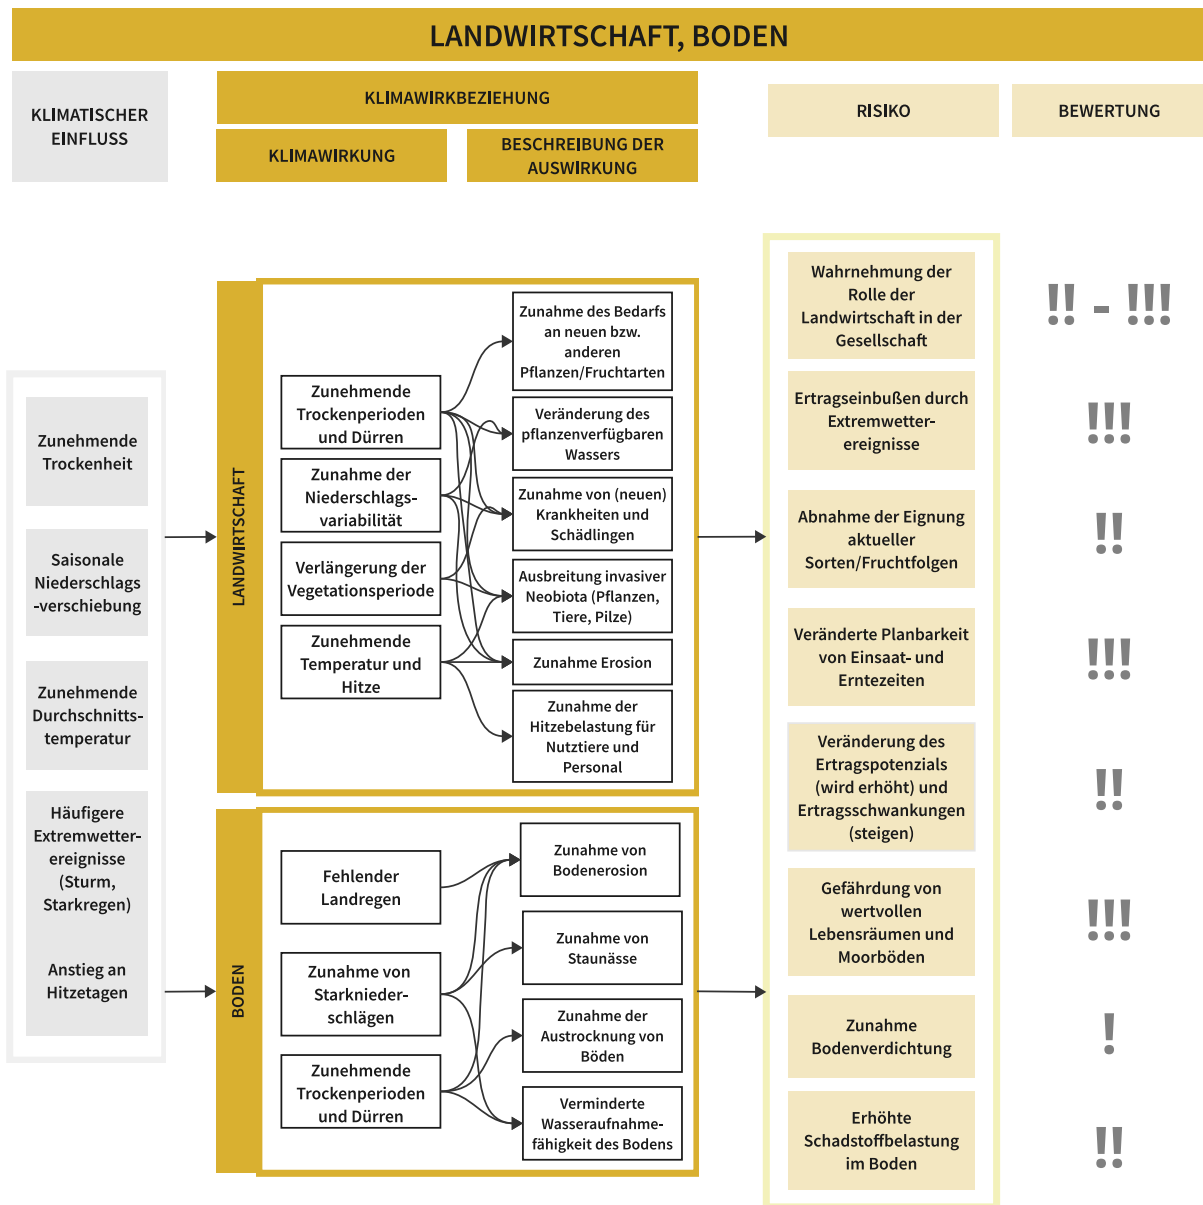 LANDWIRTSCHAFT, BODEN
KLIMATISCHER
EINFLUSS
KLIMAWIRKBEZIEHUNG
KLIMAWIRKUNG
BESCHREIBUNG DER
AUSWIRKUNG
RISIKO
BEWERTUNG
Zunehmende
Trockenheit
Saisonale
Niederschlags
-verschiebung
Zunehmende
Durchschnitts-
temperatur
Häufigere
Extremwetter-
ereignisse
(Sturm,
Starkregen)
Anstieg an
Hitzetagen
LANDWIRTSCHAFT
Zunehmende
Trockenperioden
und Dürren
Zunahme der
Niederschlags-
variabilität
Verlängerung der
Vegetationsperiode
Zunehmende
Temperatur und
Hitze
Zunahme des Bedarfs
an neuen bzw.
anderen
Pflanzen/Fruchtarten
Veränderung des
pflanzenverfügbaren
Wassers
Zunahme von (neuen)
Krankheiten und
Schädlingen
Ausbreitung invasiver
Neobiota (Pflanzen,
Tiere, Pilze)
Zunahme Erosion
Zunahme der
Hitzebelastung für
Nutztiere und
Personal
BODEN
Fehlender
Landregen
Zunahme von
Starknieder-
schlägen
Zunehmende
Trockenperioden
und Dürren
Zunahme von
Bodenerosion
Zunahme von
Staunässe
Zunahme der
Austrocknung von
Böden
Verminderte
Wasseraufnahme-
fähigkeit des Bodens
Wahrnehmung der
Rolle der
Landwirtschaft in der
Gesellschaft
!! - !!!
Ertragseinbußen durch
Extremwetter-
ereignisse
!!!
Abnahme der Eignung
aktueller
Sorten/Fruchtfolgen
!!
Veränderte Planbarkeit
von Einsaat- und
Erntezeiten
!!!
Veränderung des
Ertragspotenzials
(wird erhöht) und
Ertragsschwankungen
(steigen)
!!
Gefährdung von
wertvollen
Lebensräumen und
Moorböden
!!!
Zunahme
Bodenverdichtung
!
Erhöhte
Schadstoffbelastung
im Boden
!!